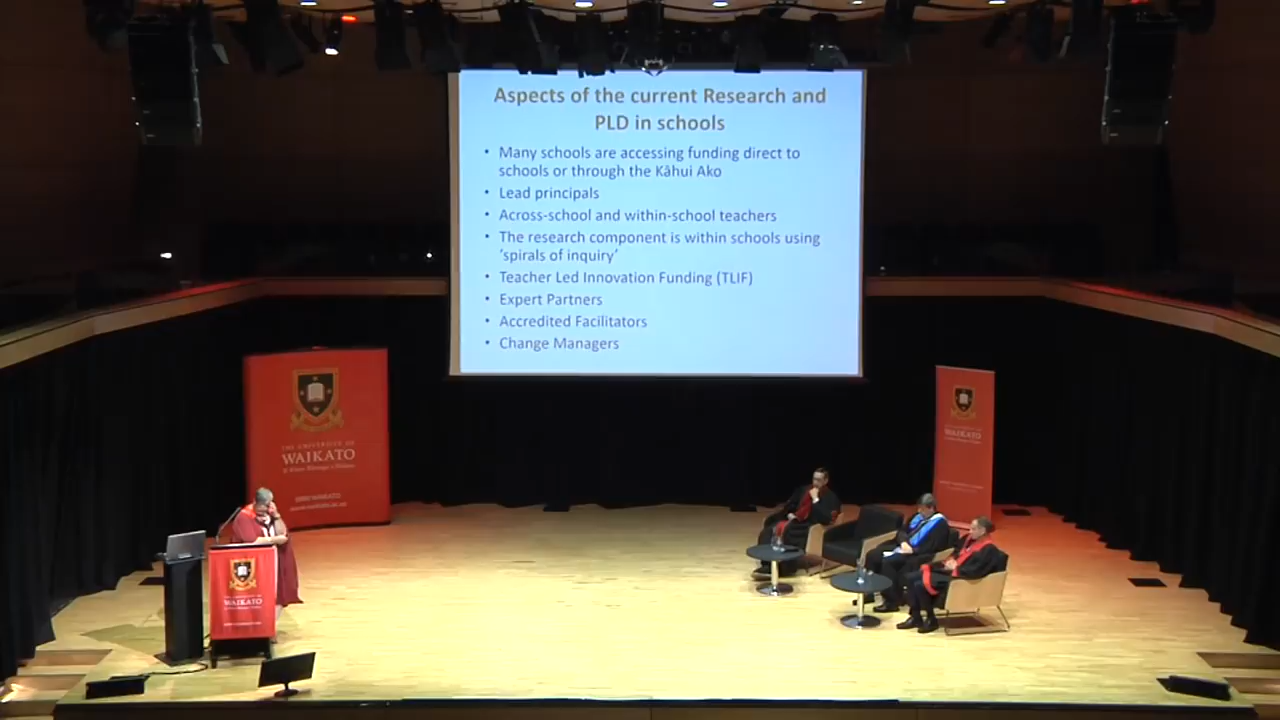 Aspects of the current Research and
PLD in schools
• Many schools are accessing funding direct to
schools or through the Kāhui Ako
• Lead principals
• Across-school and within-school teachers
• The research component is within schools using
'spirals of inquiry'
• Teacher Led Innovation Funding (TLIF)
• Expert Partners
• Accredited Facilitators
• Change Managers
THE UNIVERSITY OF
WAIKATO
WAIKATO
WAIKATO